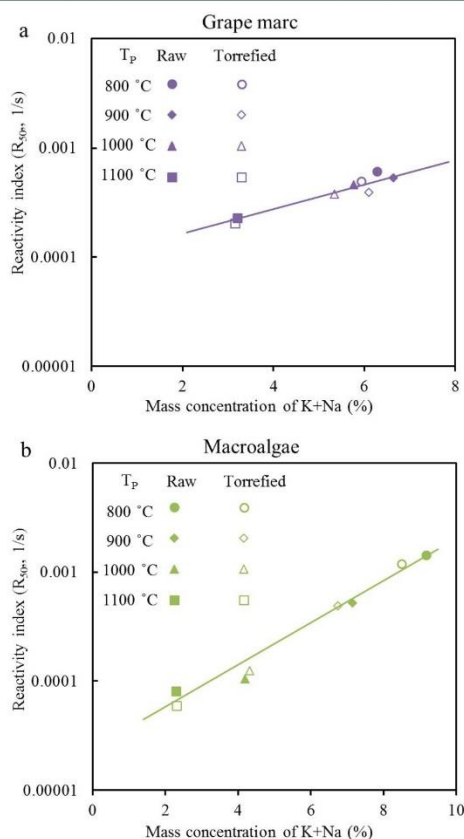 a
Grape marc
0.01
T_P Raw Torrefied
800 ˚C
900 ˚C
0.001
1000 ˚C
1100 ˚C
0.0001
0.00001
Reactivity index (R₅₀,, 1/s)
0 2 4 6 8
Mass concentration of K+Na (%)
b
Macroalgae
0.01
T_P Raw Torrefied
800 ˚C
900 ˚C
0.001
1000 ˚C
1100 ˚C
0.0001
0.00001
Reactivity index (R₅₀,, 1/s)
0 2 4 6 8 10
Mass concentration of K+Na (%)